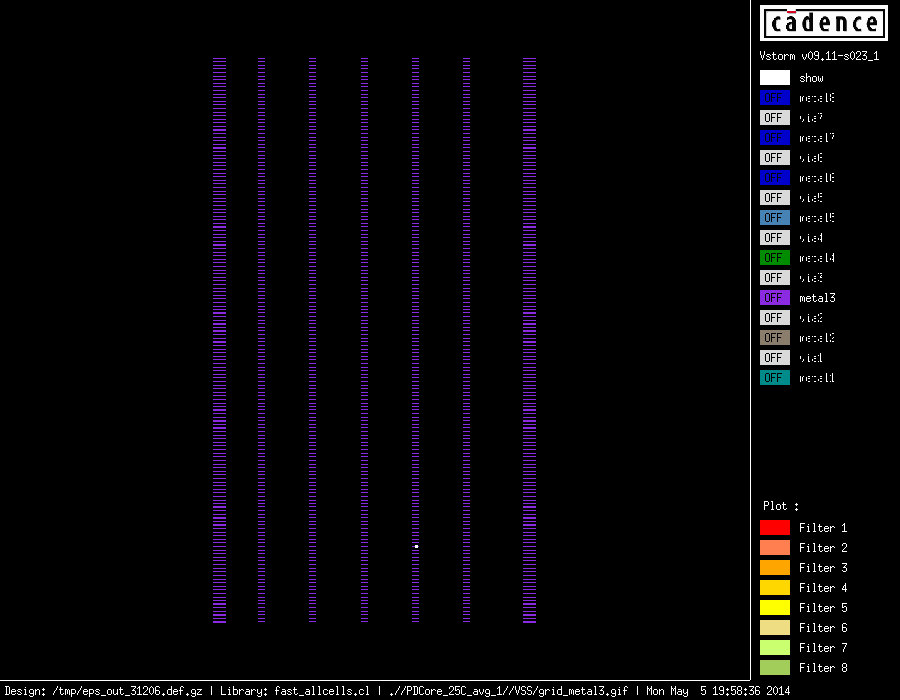 cadence
Vstorm v09.11-s023_1
show
metal8
OFF via7
metal7
OFF via6
metal6
OFF via5
OFF metal5
OFF via4
OFF metal4
OFF via3
OFF metal3
OFF via2
OFF metal2
OFF via1
OFF metal1
Plot :
Filter 1
Filter 2
Filter 3
Filter 4
Filter 5
Filter 6
Filter 7
Filter 8
Design: /tmp/eps_out_31206.def.gz | Library: fast_allcells.cl | .//PDCore_25C_avg_1//VSS/grid_metal3.gif | Mon May  5 19:58:36 2014